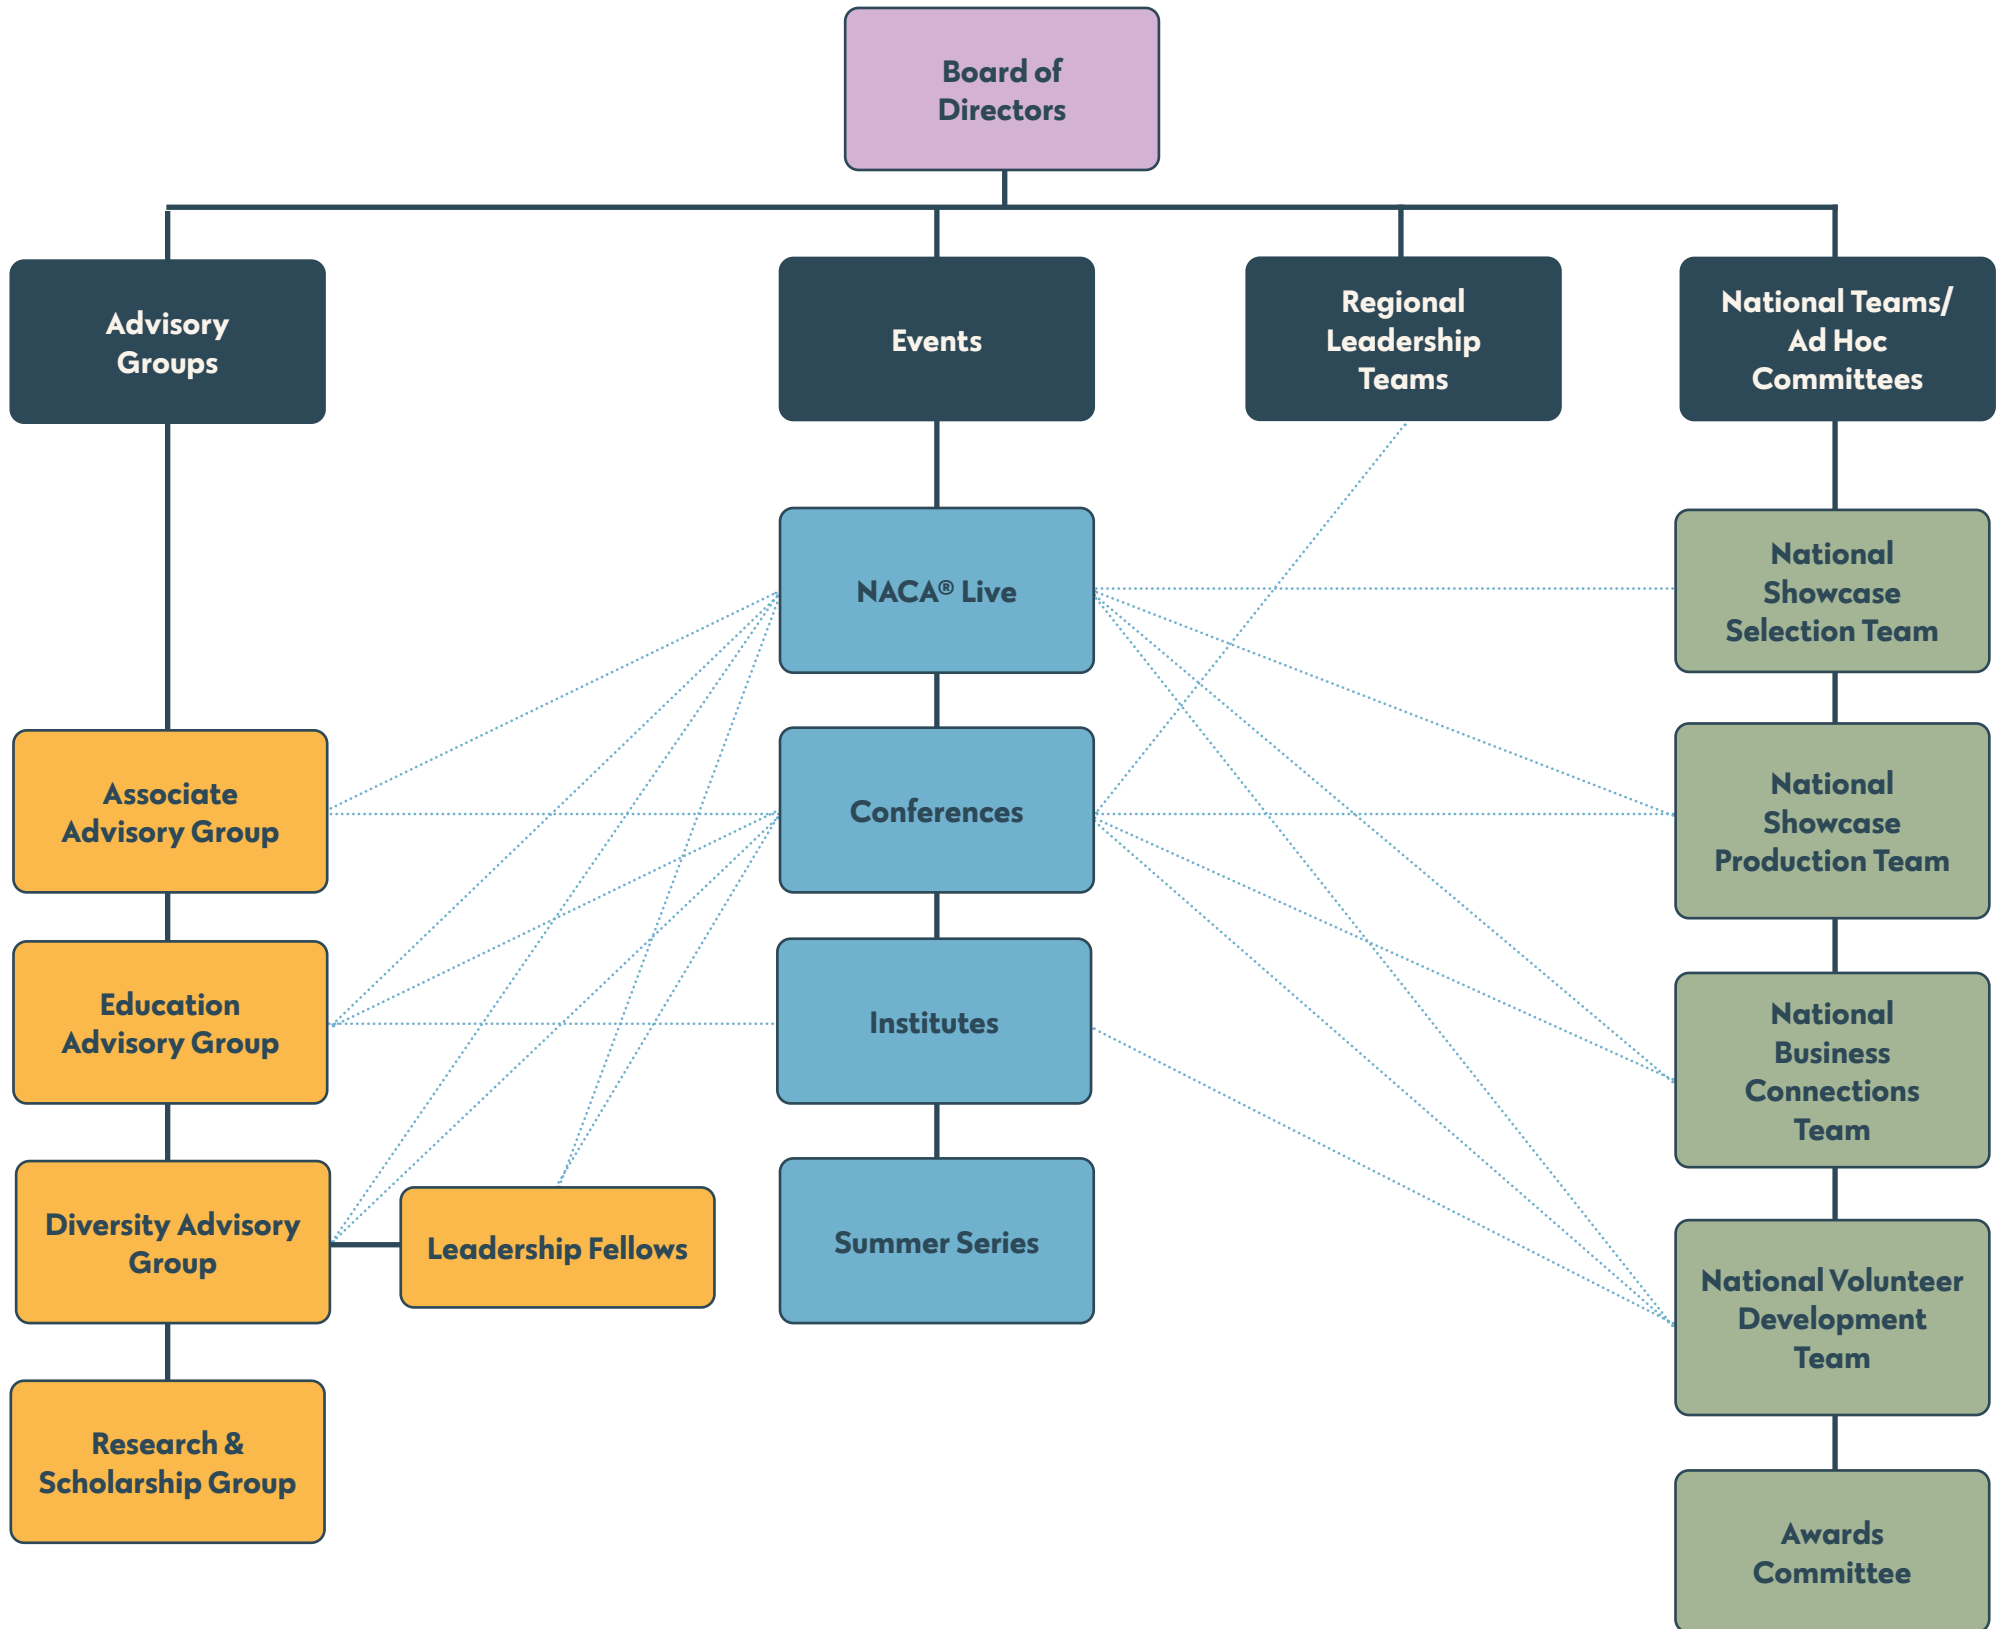 Board of
Directors
Advisory
Groups
Events
Regional
Leadership
Teams
National Teams/
Ad Hoc
Committees
NACA® Live
National
Showcase
Selection Team
Associate
Advisory Group
Conferences
National
Showcase
Production Team
Education
Advisory Group
Institutes
National
Business
Connections
Team
Diversity Advisory
Group
Leadership Fellows
Summer Series
National Volunteer
Development
Team
Research &
Scholarship Group
Awards
Committee